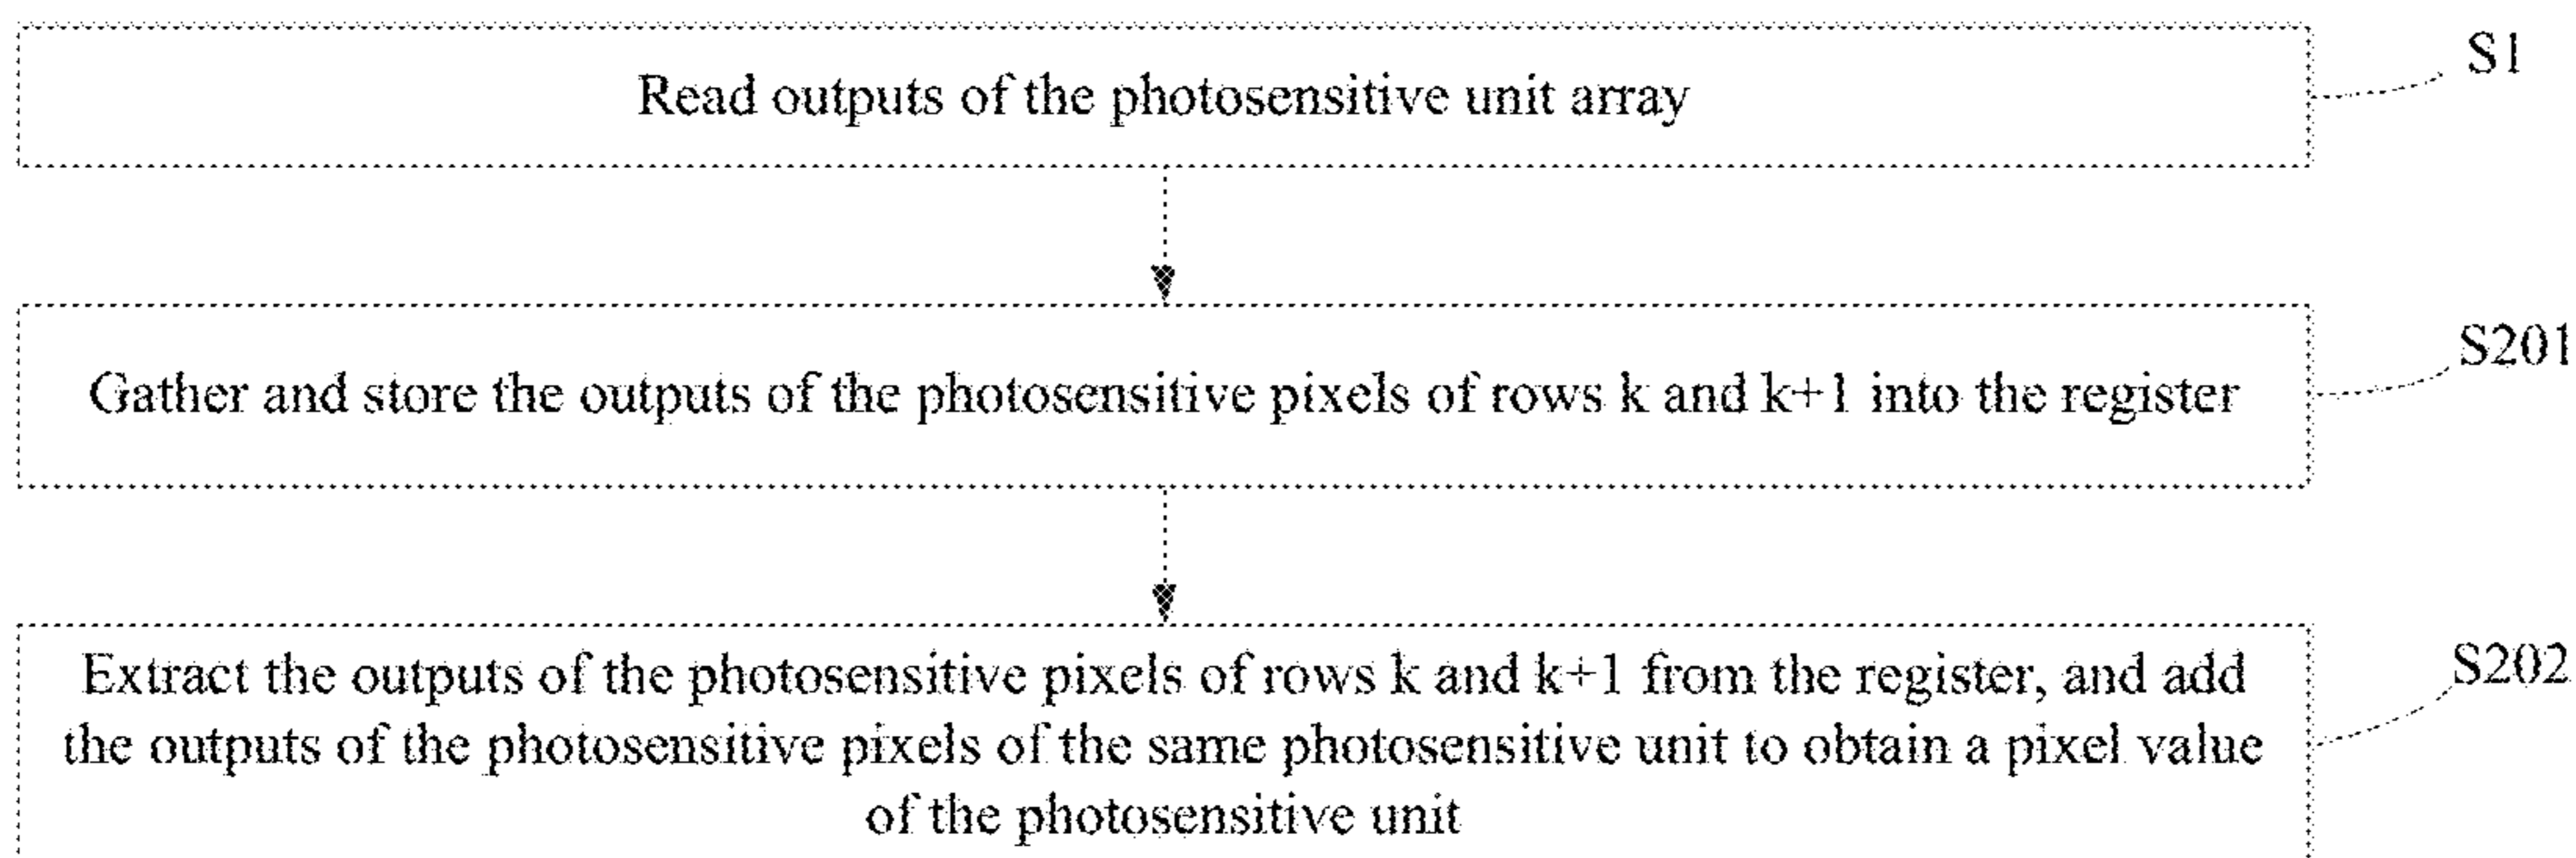 Read outputs of the photosensitive unit array
S1
Gather and store the outputs of the photosensitive pixels of rows k and k+1 into the register
S201
Extract the outputs of the photosensitive pixels of rows k and k+1 from the register, and add
the outputs of the photosensitive pixels of the same photosensitive unit to obtain a pixel value
of the photosensitive unit
S202